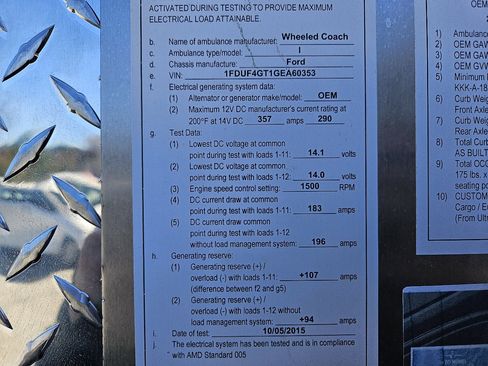 ACTIVATED DURING TESTING TO PROVIDE MAXIMUM
ELECTRICAL LOAD ATTAINABLE.
b. Name of ambulance manufacturer: Wheeled Coach
c. Ambulance type/model: I
d. Chassis manufacture: Ford
e. VIN: 1FDUF4GT1GEA60353
f. Electrical generating system data:
(1) Alternator or generator make/model: OEM
(2) Maximum 12V DC manufacturer's current rating at
200°F at 14V DC 357 amps 290
g. Test Data:
(1) Lowest DC voltage at common
point during test with loads 1-11: 14.1 volts
(2) Lowest DC voltage at common
point during test with loads 1-12: 14.0 volts
(3) Engine speed control setting: 1500 RPM
(4) DC current draw at common
point during test with loads 1-11: 183 amps
(5) DC current draw at common
point during test with loads 1-12
without load management system: 196 amps
h. Generating reserve:
(1) Generating reserve (+) /
overload (-) with loads 1-11: +107 amps
(difference between f2 and g5)
(2) Generating reserve (+) /
overload (-) with loads 1-12 without
load management system: +94 amps
i. Date of test: 10/05/2015
j. The electrical system has been tested and is in compliance
with AMD Standard 005
OEM
1) Ambulanc
2) OEM GAW
3) OEM GAW
4) OEM GVW
5) Minimum
KKK-A-18
6) Curb Weig
Front Axle
7) Curb Weig
Rear Axle
8) Total Curb
AS BUILT
9) Total OCC
175 lbs. x
seating po
10) CUSTOM
Cargo / E
(From Ultr